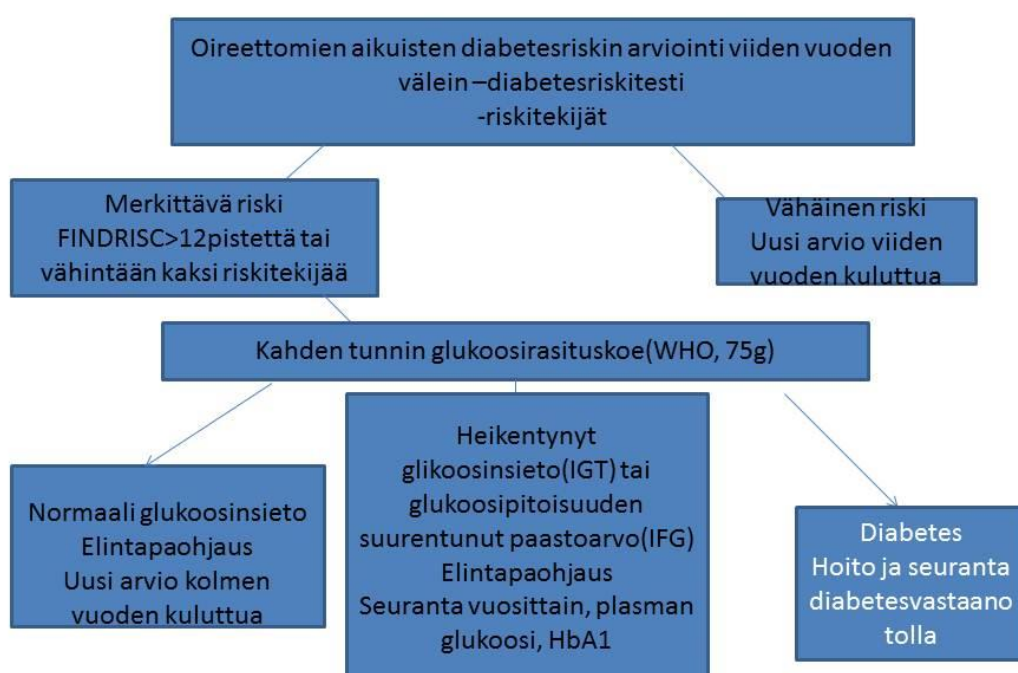 Oireettomien aikuisten diabetesriskin arviointi viiden vuoden
välein –diabetesriskitesti
-riskitekijät
Merkittävä riski
FINDRISC>12pistettä tai
vähintään kaksi riskitekijää
Vähäinen riski
Uusi arvio viiden
vuoden kuluttua
Kahden tunnin glukoosirasituskoe(WHO, 75g)
Normaali glukoosinsieto
Elintapaohjaus
Uusi arvio kolmen
vuoden kuluttua
Heikentynyt
glikoosinsieto(IGT) tai
glukoosipitoisuuden
suurentunut paastoarvo(IFG)
Elintapaohjaus
Seuranta vuosittain, plasman
glukoosi, HbA1
Diabetes
Hoito ja seuranta
diabetesvastaano
tolla